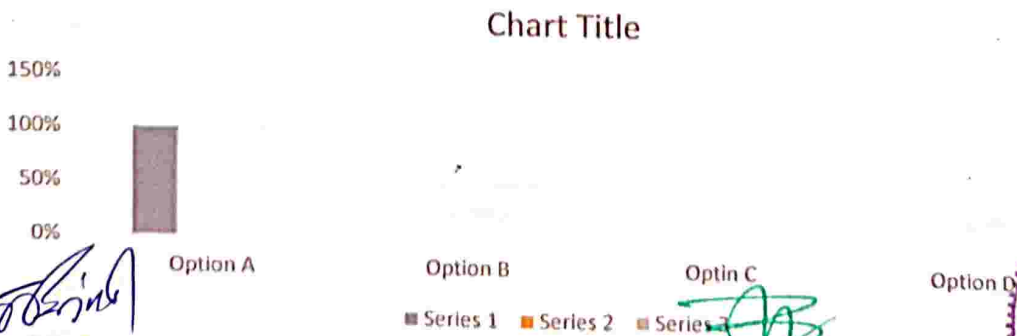 Chart Title
150%
100%
50%
0%
Option A Option B Optin C Option D
Series 1 Series 2 Series